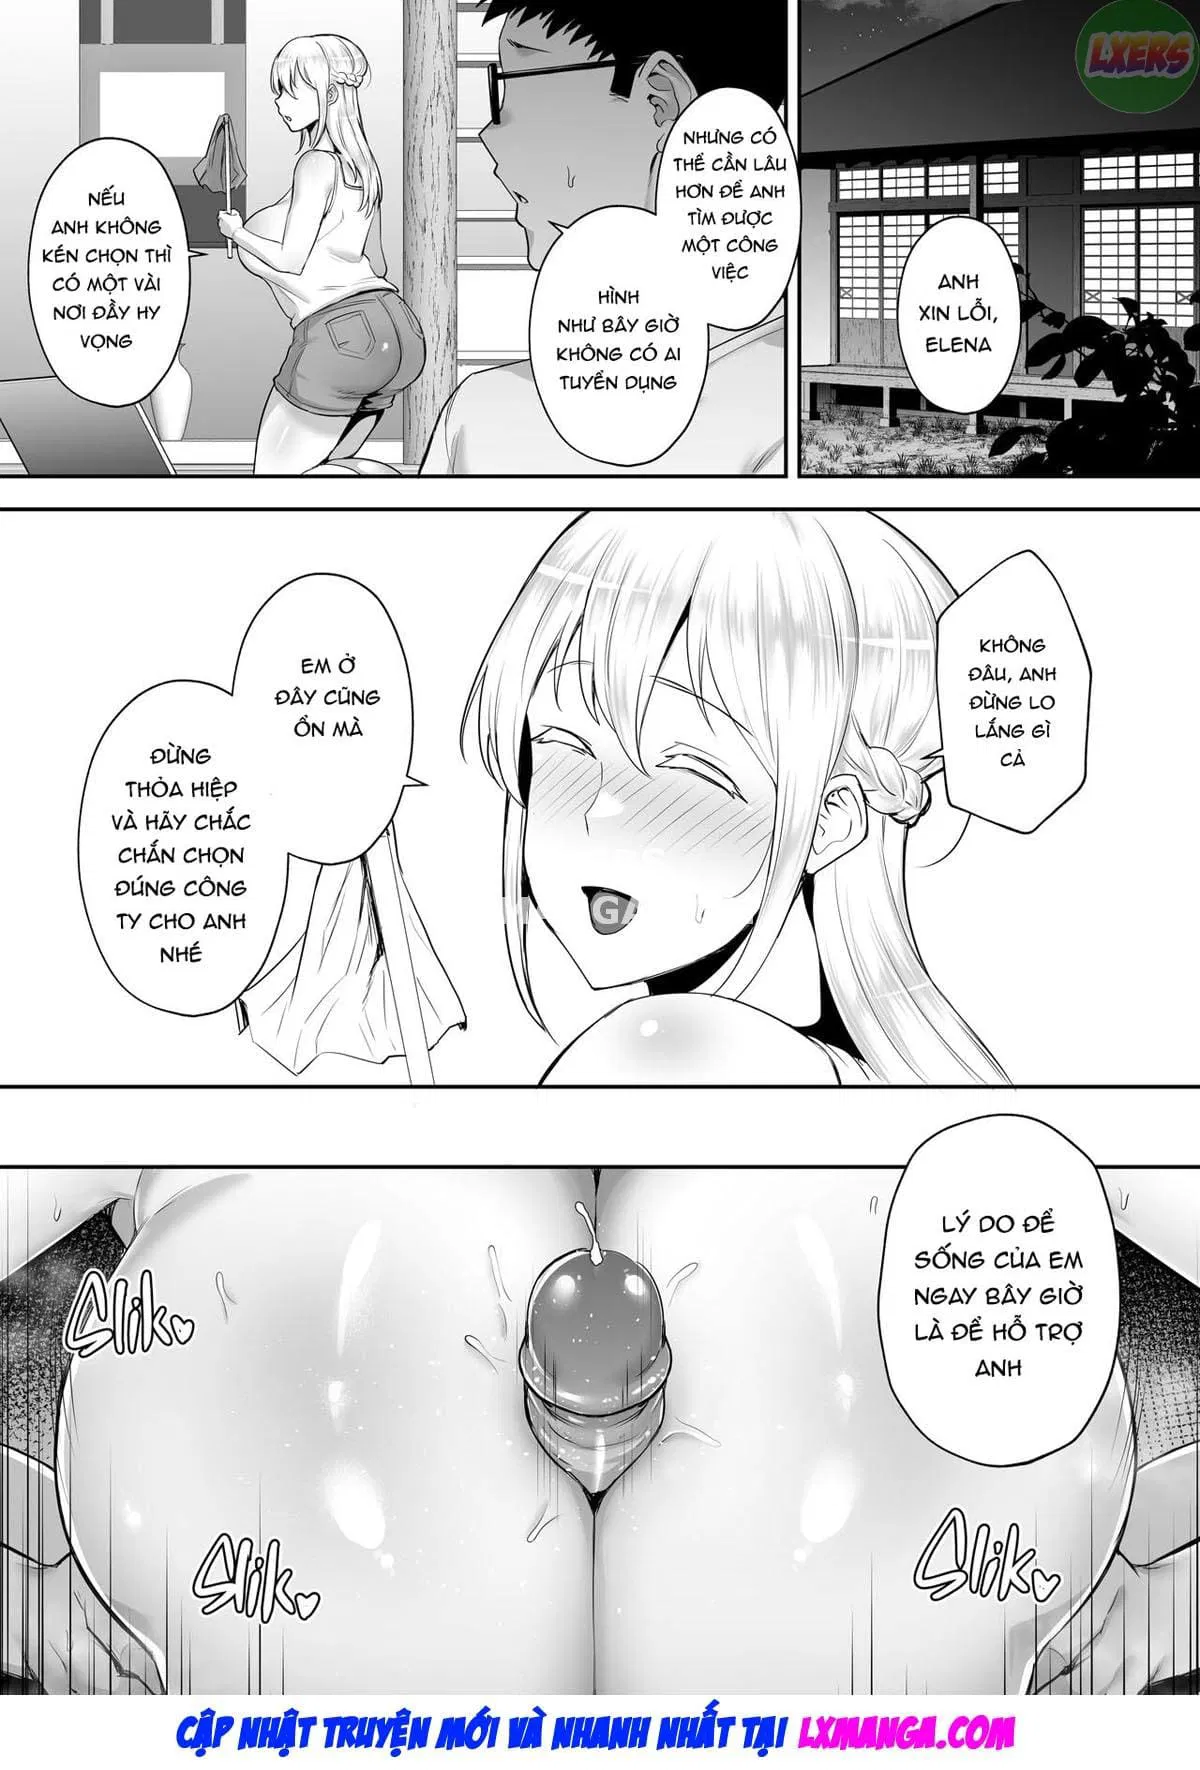 LXERS
ANH
XIN LỖI,
ELENA
NHƯNG CÓ
THỂ CẦN LÂU
HƠN ĐỂ ANH
TÌM ĐƯỢC
MỘT CÔNG
VIỆC
HÌNH
NHƯ BÂY GIỜ
KHÔNG CÓ AI
TUYỂN DỤNG
NẾU
ANH KHÔNG
KÉN CHỌN THÌ
CÓ MỘT VÀI
NƠI ĐẦY HY
VỌNG
KHÔNG
ĐÂU, ANH
ĐỪNG LO
LẮNG GÌ
CẢ
EM Ở
ĐÂY CŨNG
ỔN MÀ
ĐỪNG
THỎA HIỆP
VÀ HÃY CHẮC
CHẮN CHỌN
ĐÚNG CÔNG
TY CHO ANH
NHÉ
LÝ DO ĐỂ
SỐNG CỦA EM
NGAY BÂY GIỜ
LÀ ĐỂ HỖ TRỢ
ANH
Slik
Slik
Slik
CẬP NHẬT TRUYỆN MỚI VÀ NHANH NHẤT TẠI LXMANGA.COM